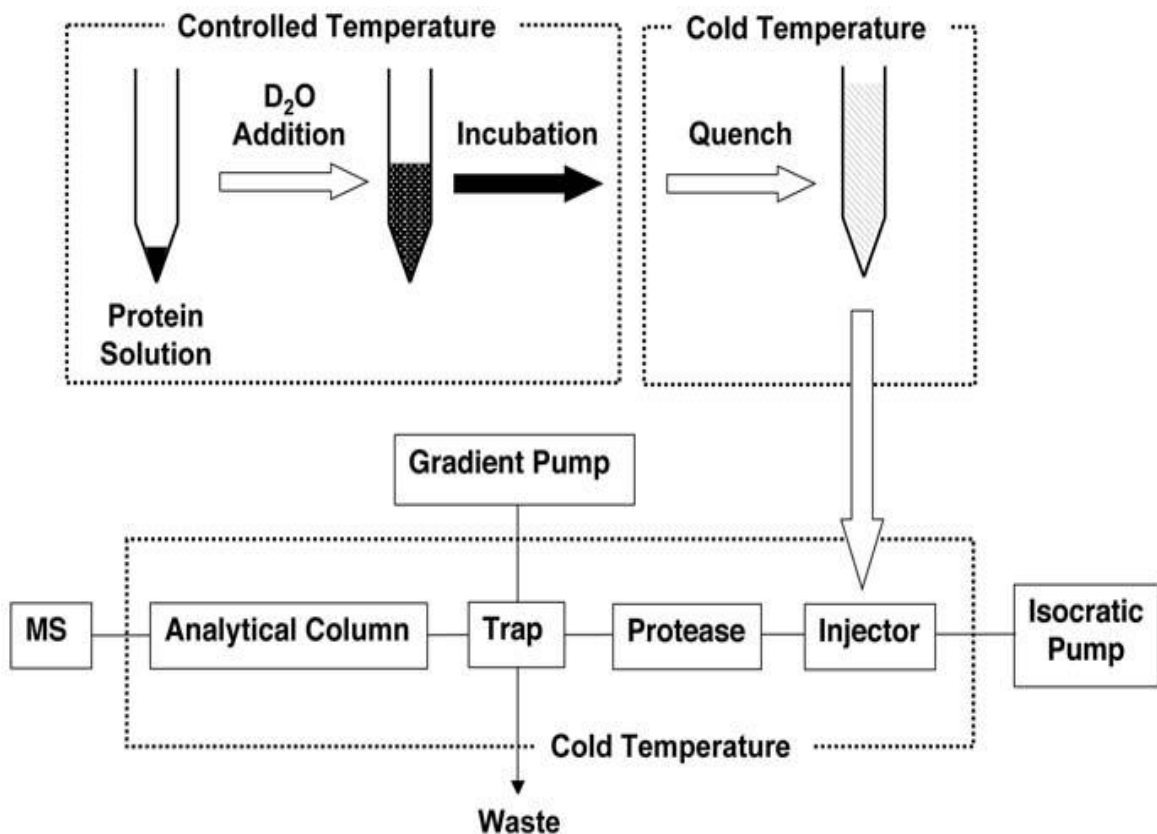 Controlled Temperature
Cold Temperature
D₂O
Addition
Incubation
Quench
Protein
Solution
Gradient Pump
MS
Analytical Column
Trap
Protease
Injector
Isocratic
Pump
Cold Temperature
Waste